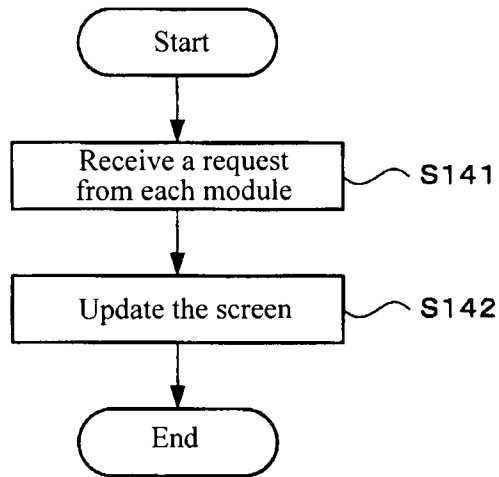 Start
Receive a request
from each module
S141
Update the screen
S142
End